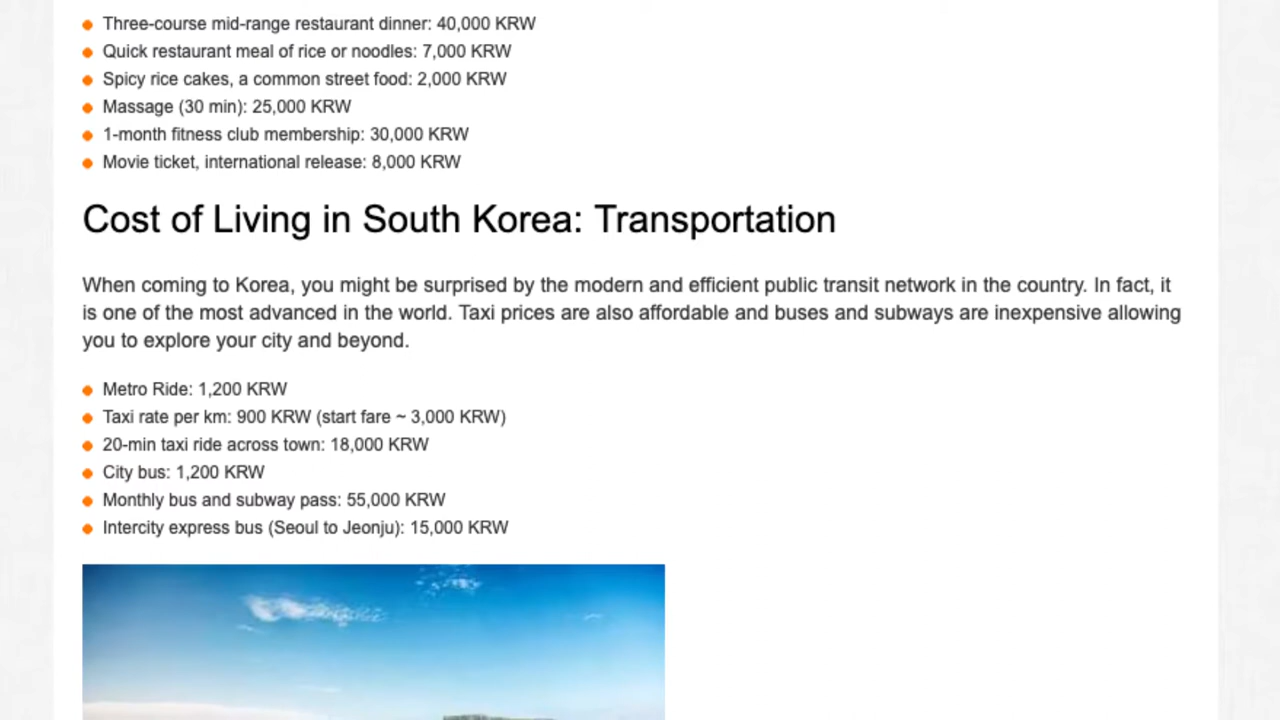 Three-course mid-range restaurant dinner: 40,000 KRW
Quick restaurant meal of rice or noodles: 7,000 KRW
Spicy rice cakes, a common street food: 2,000 KRW
Massage (30 min): 25,000 KRW
1-month fitness club membership: 30,000 KRW
Movie ticket, international release: 8,000 KRW
Cost of Living in South Korea: Transportation
When coming to Korea, you might be surprised by the modern and efficient public transit network in the country. In fact, it
is one of the most advanced in the world. Taxi prices are also affordable and buses and subways are inexpensive allowing
you to explore your city and beyond.
Metro Ride: 1,200 KRW
Taxi rate per km: 900 KRW (start fare ~ 3,000 KRW)
20-min taxi ride across town: 18,000 KRW
City bus: 1,200 KRW
Monthly bus and subway pass: 55,000 KRW
Intercity express bus (Seoul to Jeonju): 15,000 KRW